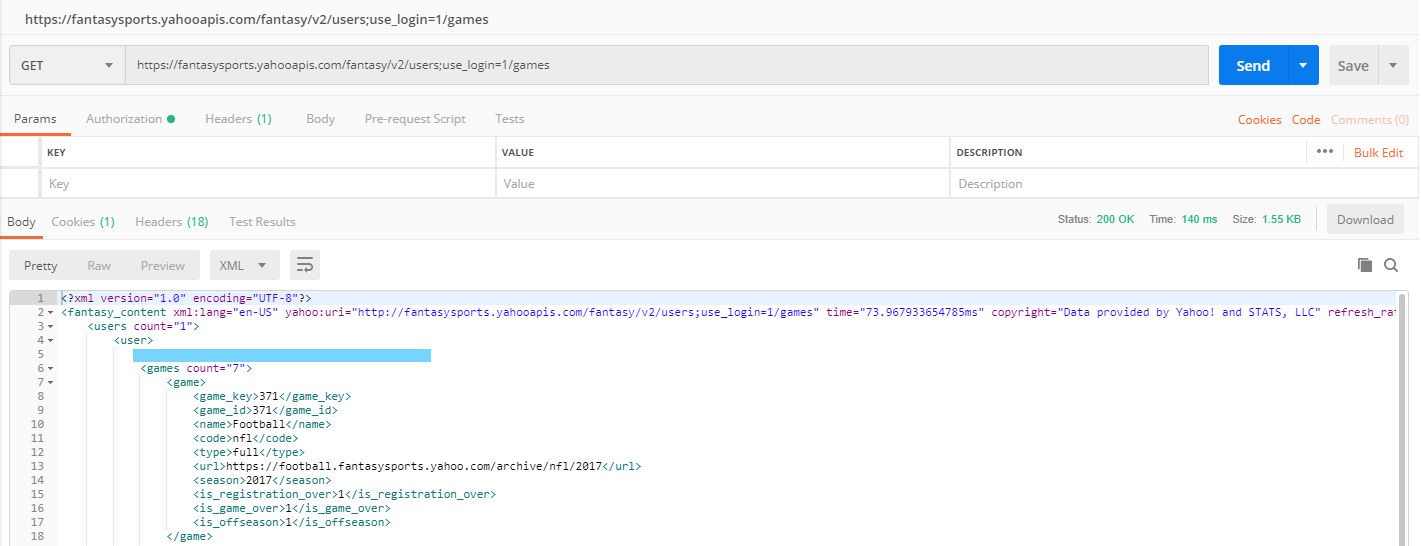 https://fantasysports.yahooapis.com/fantasy/v2/users;use_login=1/games
GET https://fantasysports.yahooapis.com/fantasy/v2/users;use_login=1/games Send Save
Params Authorization Headers (1) Body Pre-request Script Tests Cookies Code Comments (0)
KEY VALUE DESCRIPTION ••• Bulk Edit
Key Value Description
Body Cookies (1) Headers (18) Test Results Status: 200 OK Time: 140 ms Size: 1.55 KB Download
Pretty Raw Preview XML
1 <?xml version="1.0" encoding="UTF-8"?>
2 <fantasy_content xml:lang="en-US" yahoo:uri="http://fantasysports.yahooapis.com/fantasy/v2/users;use_login=1/games" time="73.967933654785ms" copyright="Data provided by Yahoo! and STATS, LLC" refresh_ra
3 <users count="1">
4 <user>
5
6 <games count="7">
7 <game>
8 <game_key>371</game_key>
9 <game_id>371</game_id>
10 <name>Football</name>
11 <code>nfl</code>
12 <type>full</type>
13 <url>https://football.fantasysports.yahoo.com/archive/nfl/2017</url>
14 <season>2017</season>
15 <is_registration_over>1</is_registration_over>
16 <is_game_over>1</is_game_over>
17 <is_offseason>1</is_offseason>
18 </game>